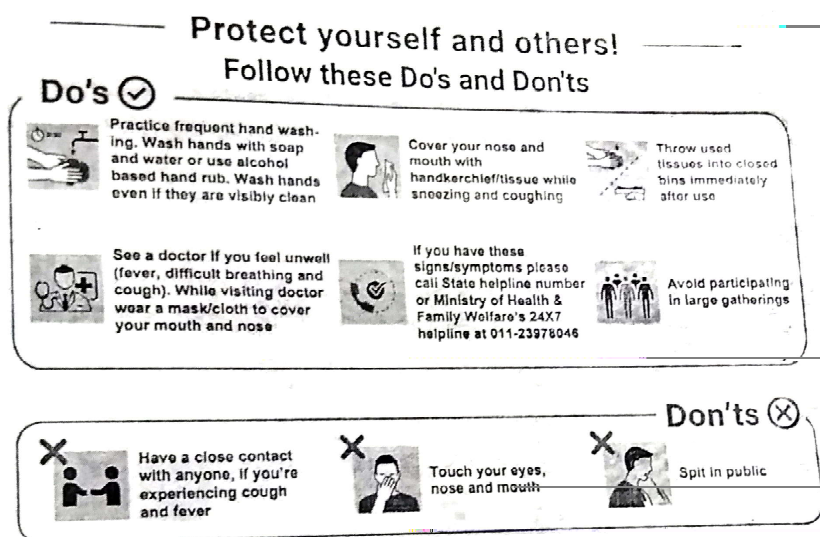 Protect yourself and others!
Follow these Do's and Don'ts
Do's
Practice frequent hand wash-
ing. Wash hands with soap
and water or use alcohol
based hand rub. Wash hands
even if they are visibly clean
Cover your nose and
mouth with
handkerchief/tissue while
sneezing and coughing
Throw used
tissues into closed
bins immediately
after use
See a doctor if you feel unwell
(fever, difficult breathing and
cough). While visiting doctor
wear a mask/cloth to cover
your mouth and nose
If you have these
signs/symptoms please
call State helpline number
or Ministry of Health &
Family Welfare's 24X7
helpline at 011-23978046
Avoid participating
in large gatherings
Don'ts
Have a close contact
with anyone, if you're
experiencing cough
and fever
Touch your eyes,
nose and mouth
Spit in public